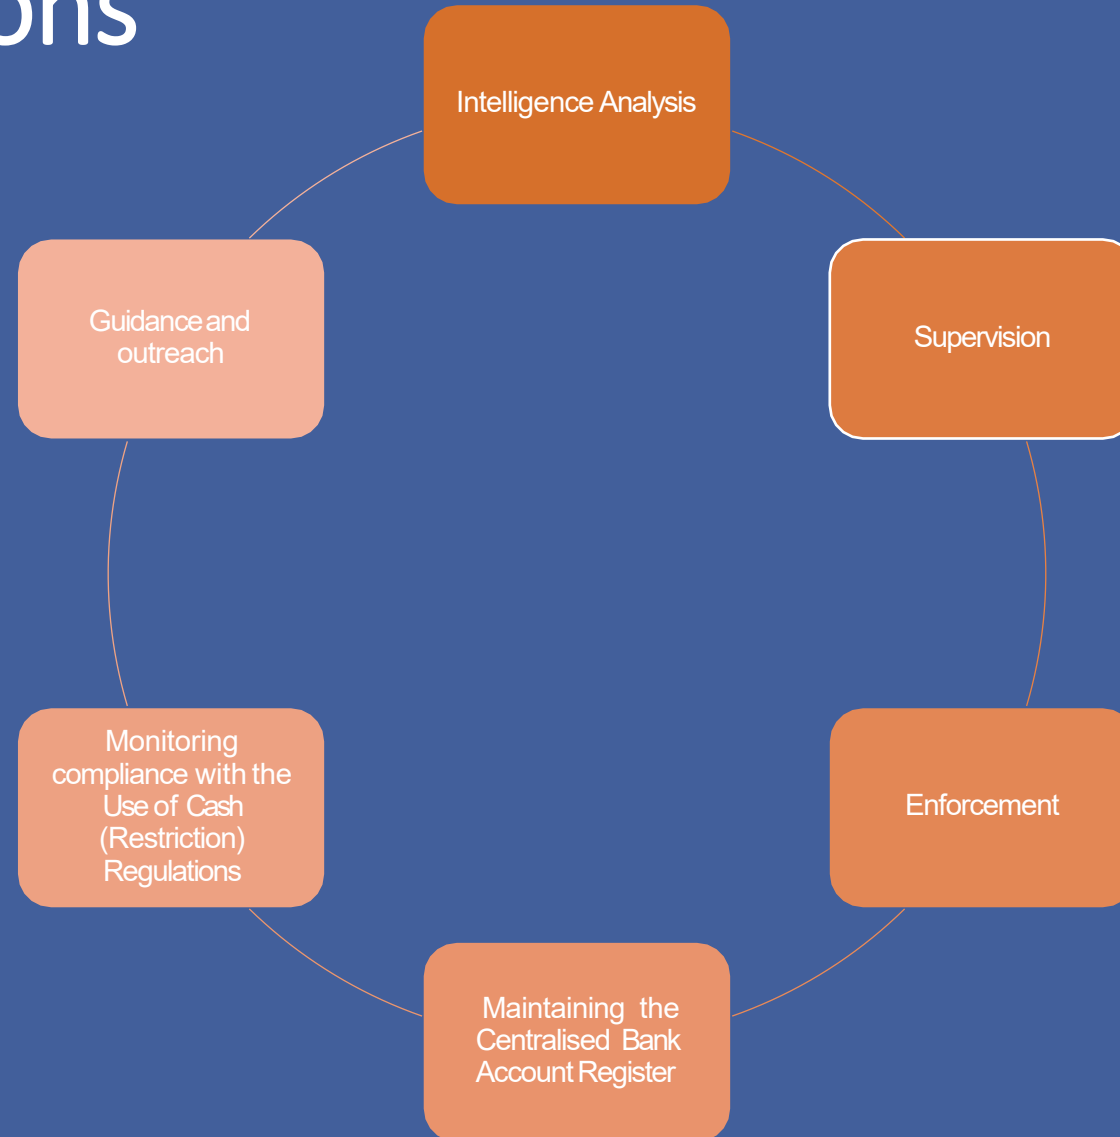 ons
Intelligence Analysis
Supervision
Enforcement
Maintaining the
Centralised Bank
Account Register
Monitoring
compliance with the
Use of Cash
(Restriction)
Regulations
Guidance and
outreach